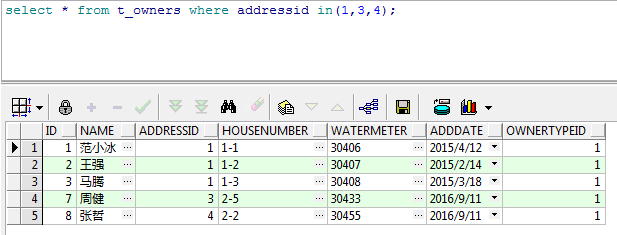 select * from t_owners where addressid in(1,3,4);
ID NAME ADDRESSID HOUSENUMBER WATERMETER ADDDATE OWNERTYPEID
1 1 范小冰 ··· 1 1-1 ··· 30406 ··· 2015/4/12 1
2 2 王强 ··· 1 1-2 ··· 30407 ··· 2015/2/14 1
3 3 马腾 ··· 1 1-3 ··· 30408 ··· 2015/3/18 1
4 7 周健 ··· 3 2-5 ··· 30433 ··· 2016/9/11 1
5 8 张哲 ··· 4 2-2 ··· 30455 ··· 2016/9/11 1